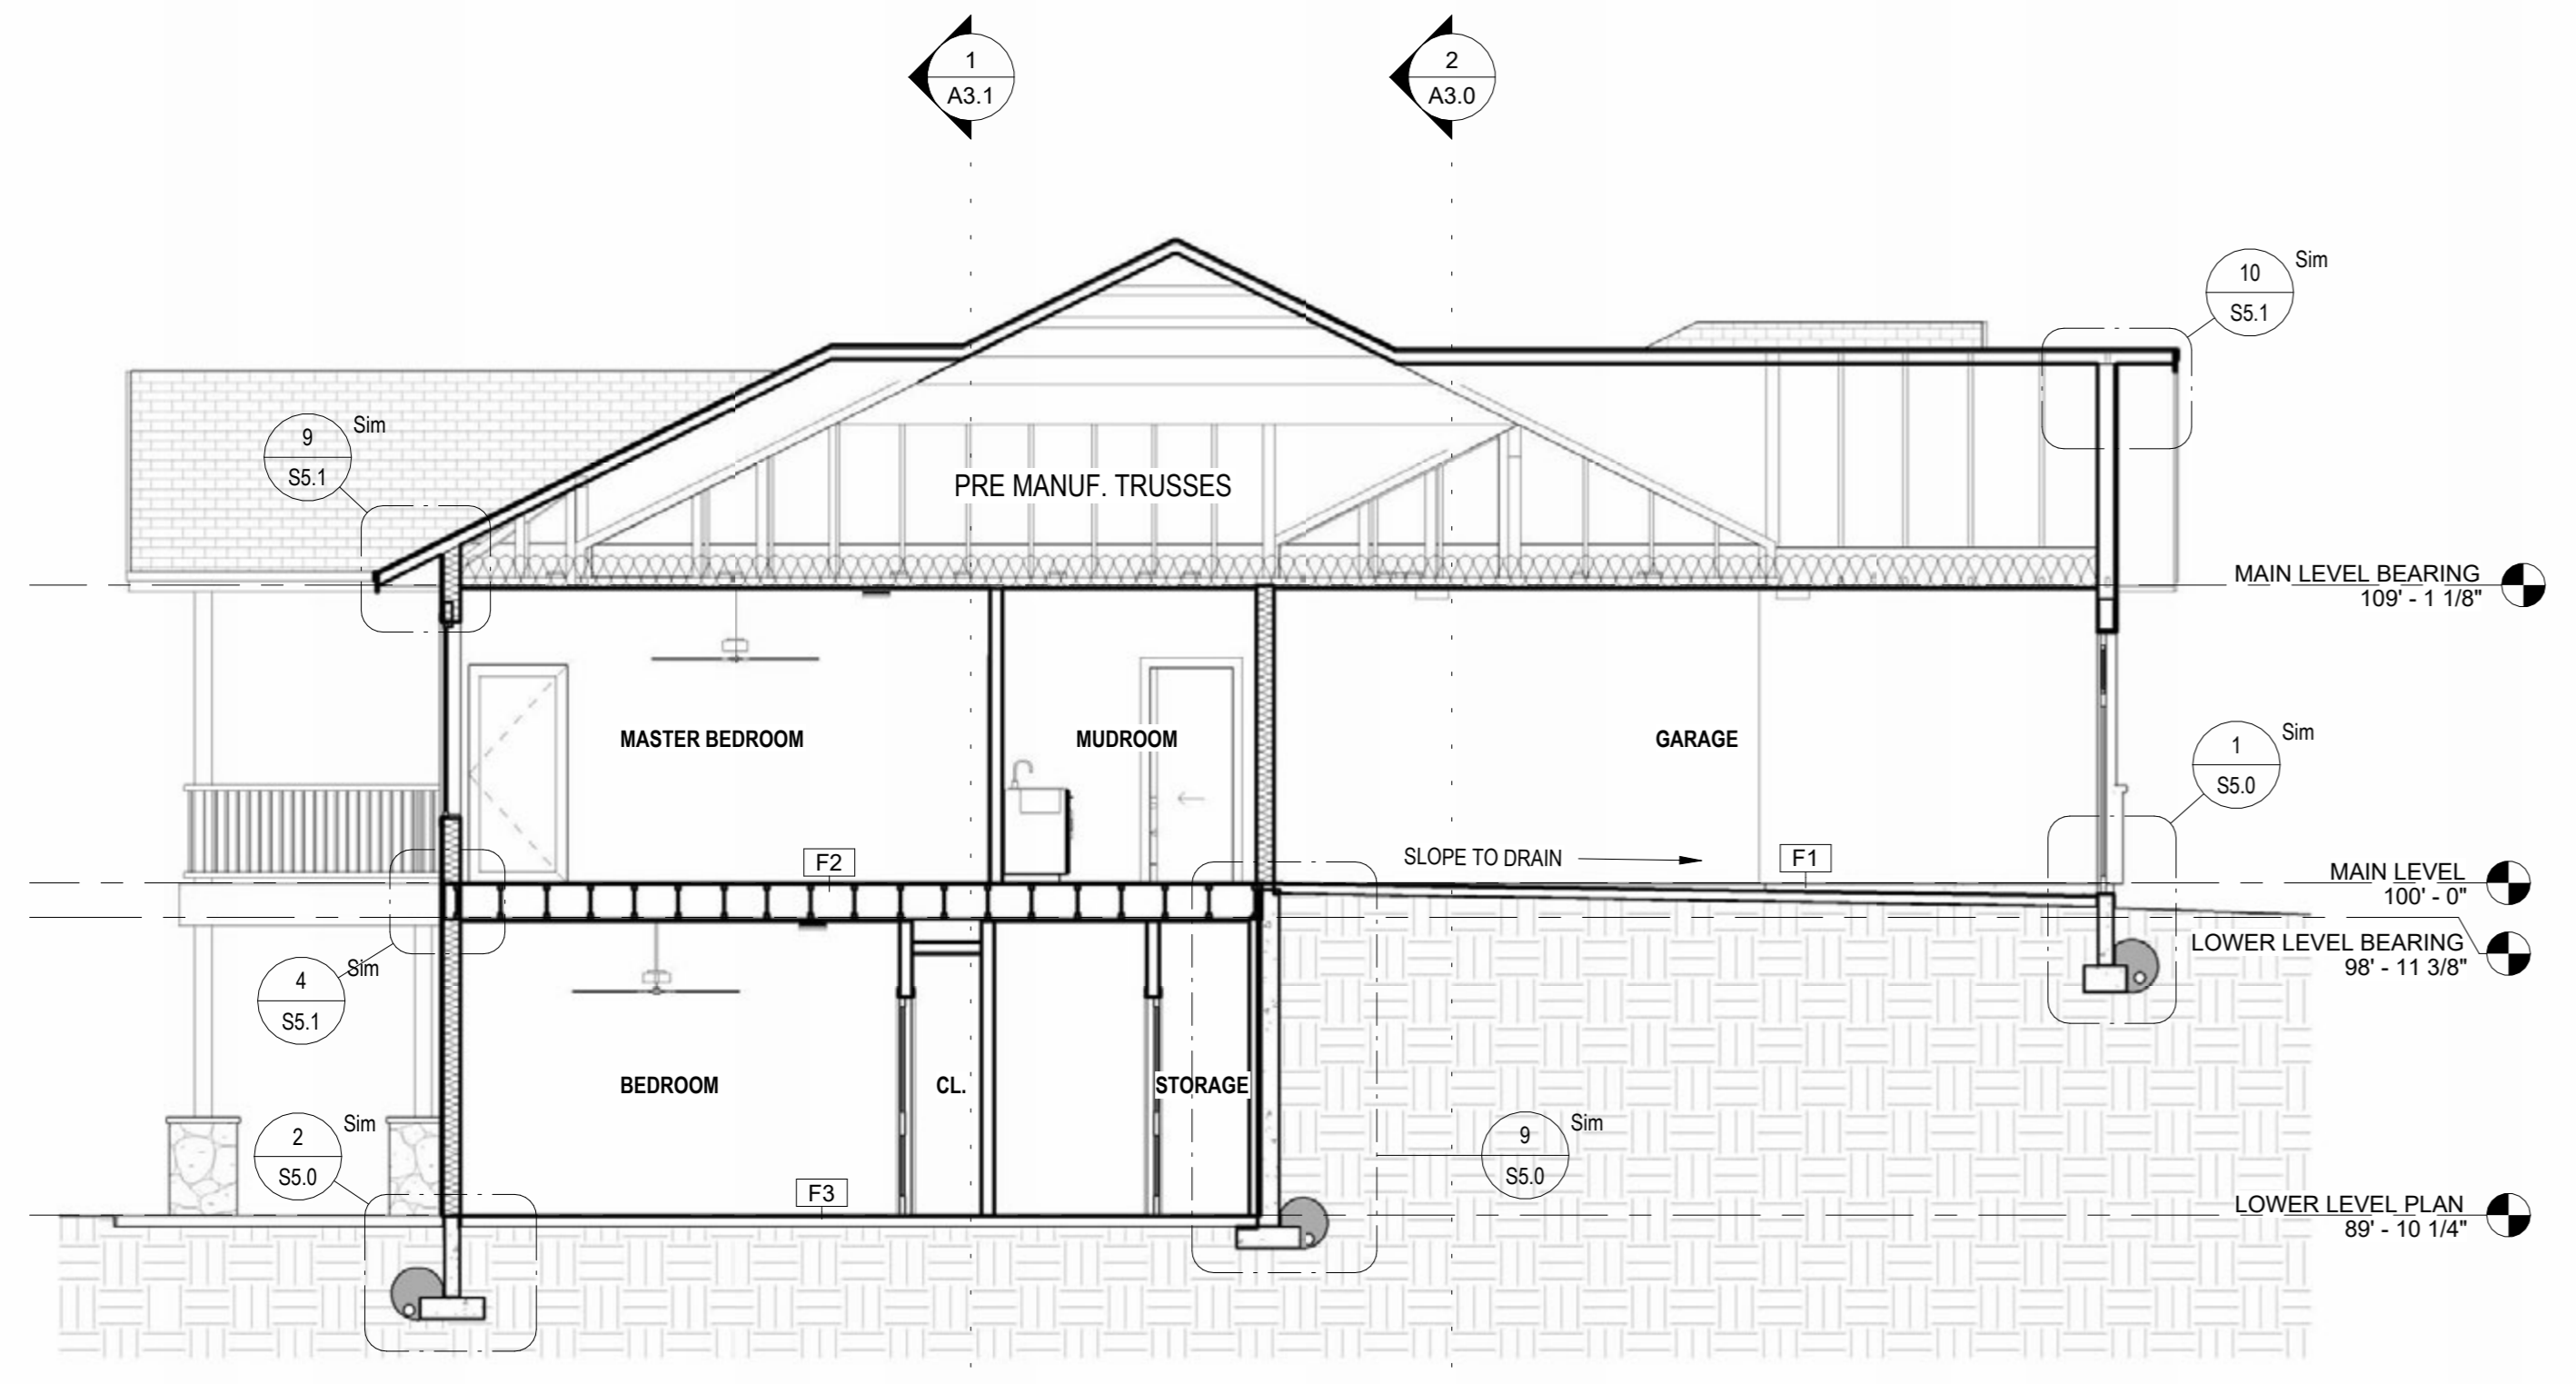 1
A3.1
2
A3.0
10
S5.1
Sim
9
S5.1
Sim
PRE MANUF. TRUSSES
MAIN LEVEL BEARING
109' - 1 1/8"
MASTER BEDROOM
MUDROOM
GARAGE
1
S5.0
Sim
F2
SLOPE TO DRAIN
F1
MAIN LEVEL
100' - 0"
LOWER LEVEL BEARING
98' - 11 3/8"
4
S5.1
Sim
BEDROOM
CL.
STORAGE
2
S5.0
Sim
9
S5.0
Sim
F3
LOWER LEVEL PLAN
89' - 10 1/4"